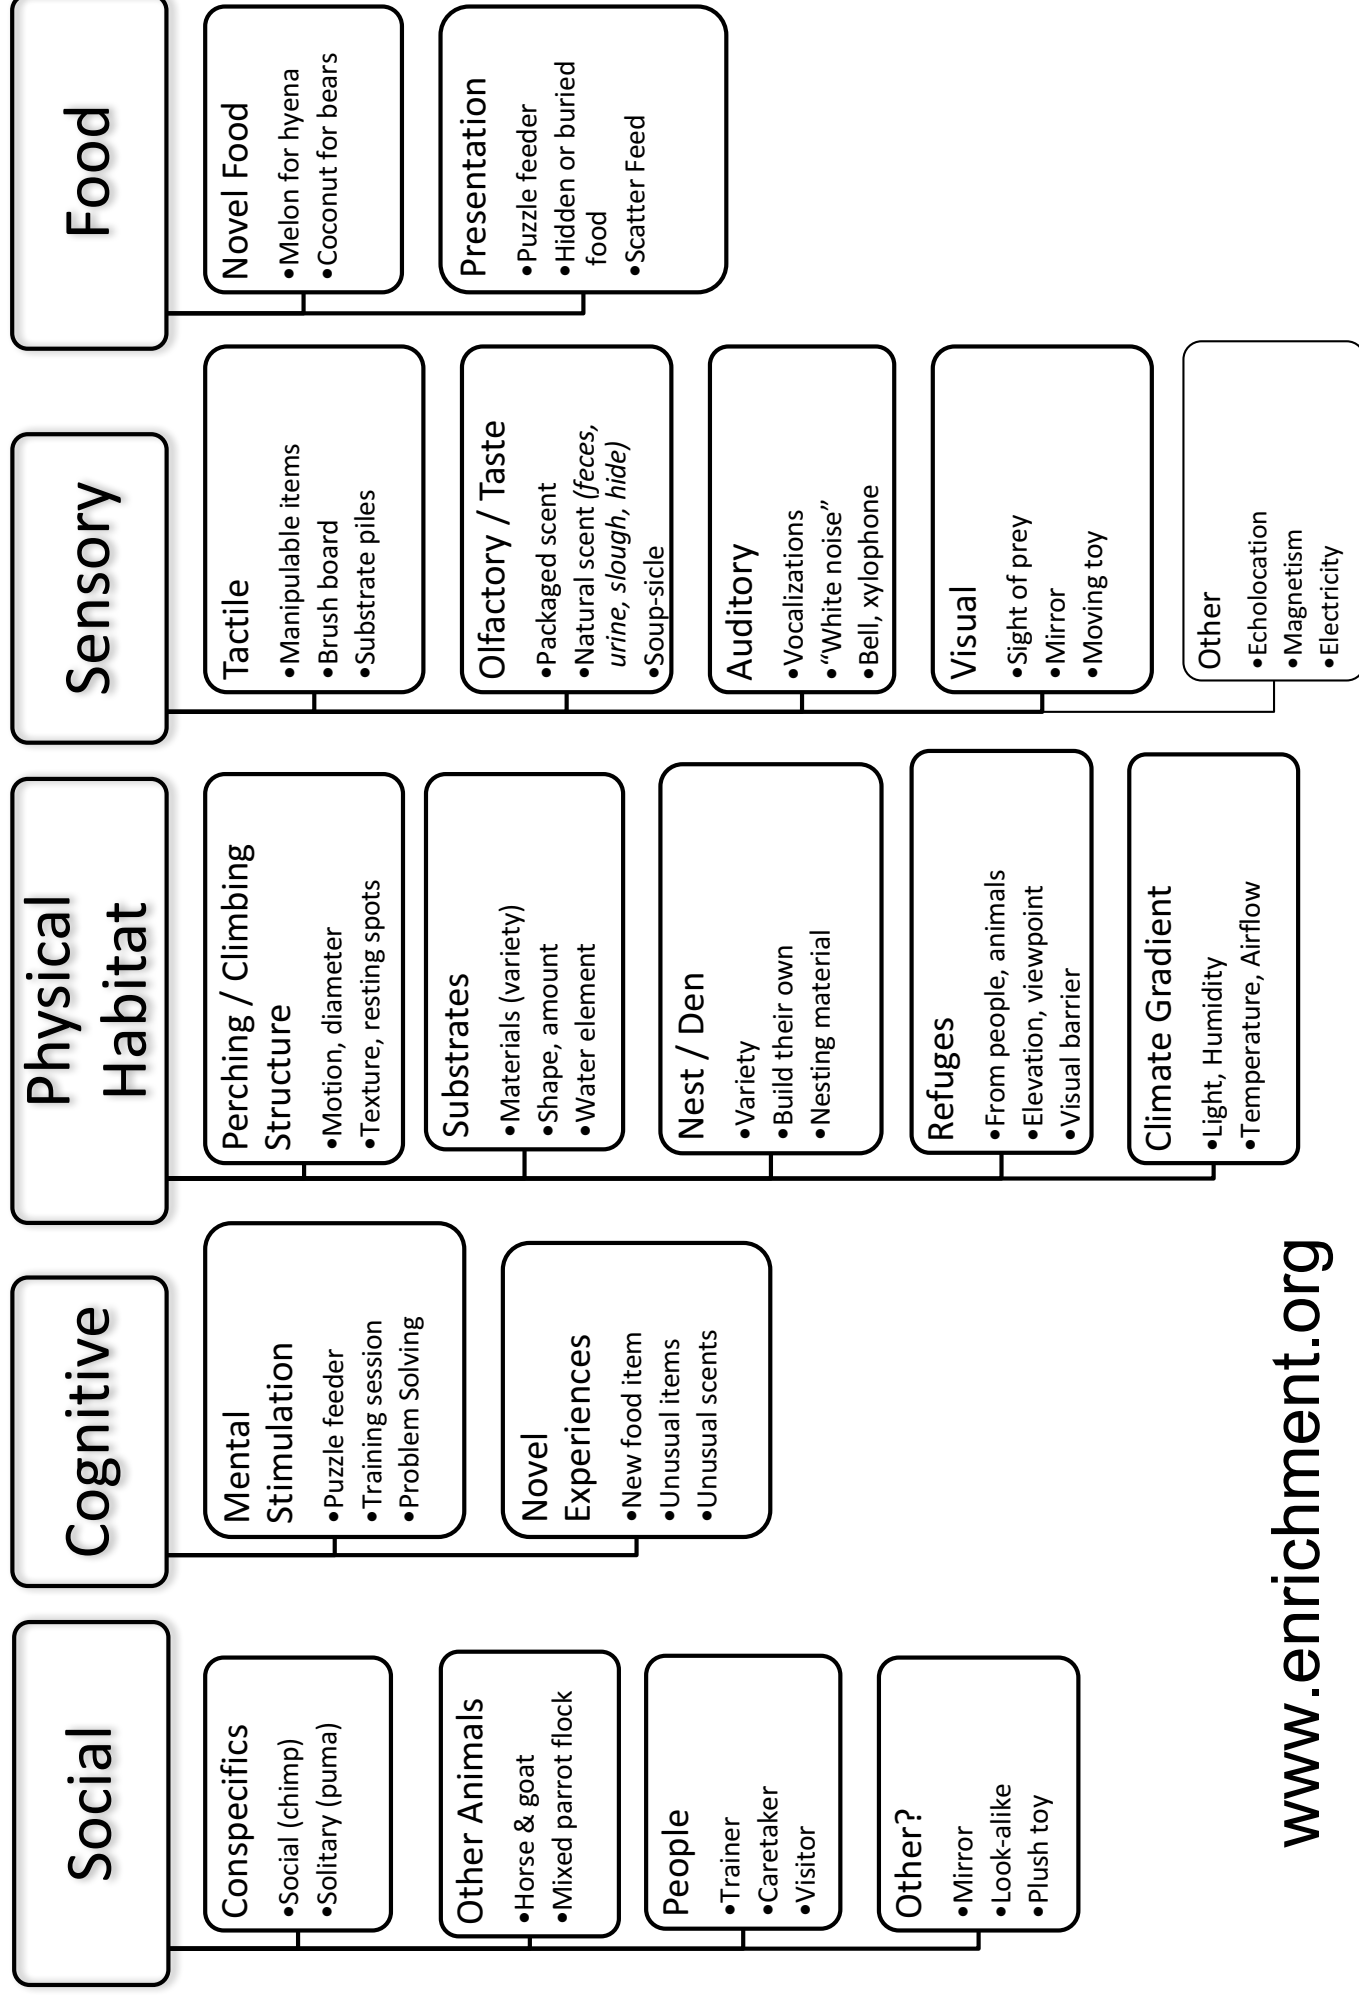 Social
Conspecifics
•Social (chimp)
•Solitary (puma)
Other Animals
•Horse & goat
•Mixed parrot flock
People
•Trainer
•Caretaker
•Visitor
Other?
•Mirror
•Look-alike
•Plush toy
Cognitive
Mental
Stimulation
•Puzzle feeder
•Training session
•Problem Solving
Novel
Experiences
•New food item
•Unusual items
•Unusual scents
Physical
Habitat
Perching / Climbing
Structure
•Motion, diameter
•Texture, resting spots
Substrates
•Materials (variety)
•Shape, amount
•Water element
Nest / Den
•Variety
•Build their own
•Nesting material
Refuges
•From people, animals
•Elevation, viewpoint
•Visual barrier
Climate Gradient
•Light, Humidity
•Temperature, Airflow
Sensory
Tactile
•Manipulable items
•Brush board
•Substrate piles
Olfactory / Taste
•Packaged scent
•Natural scent (feces,
urine, slough, hide)
•Soup-sicle
Auditory
•Vocalizations
•“White noise”
•Bell, xylophone
Visual
•Sight of prey
•Mirror
•Moving toy
Other
•Echolocation
•Magnetism
•Electricity
Food
Novel Food
•Melon for hyena
•Coconut for bears
Presentation
•Puzzle feeder
•Hidden or buried
food
•Scatter Feed
www.enrichment.org